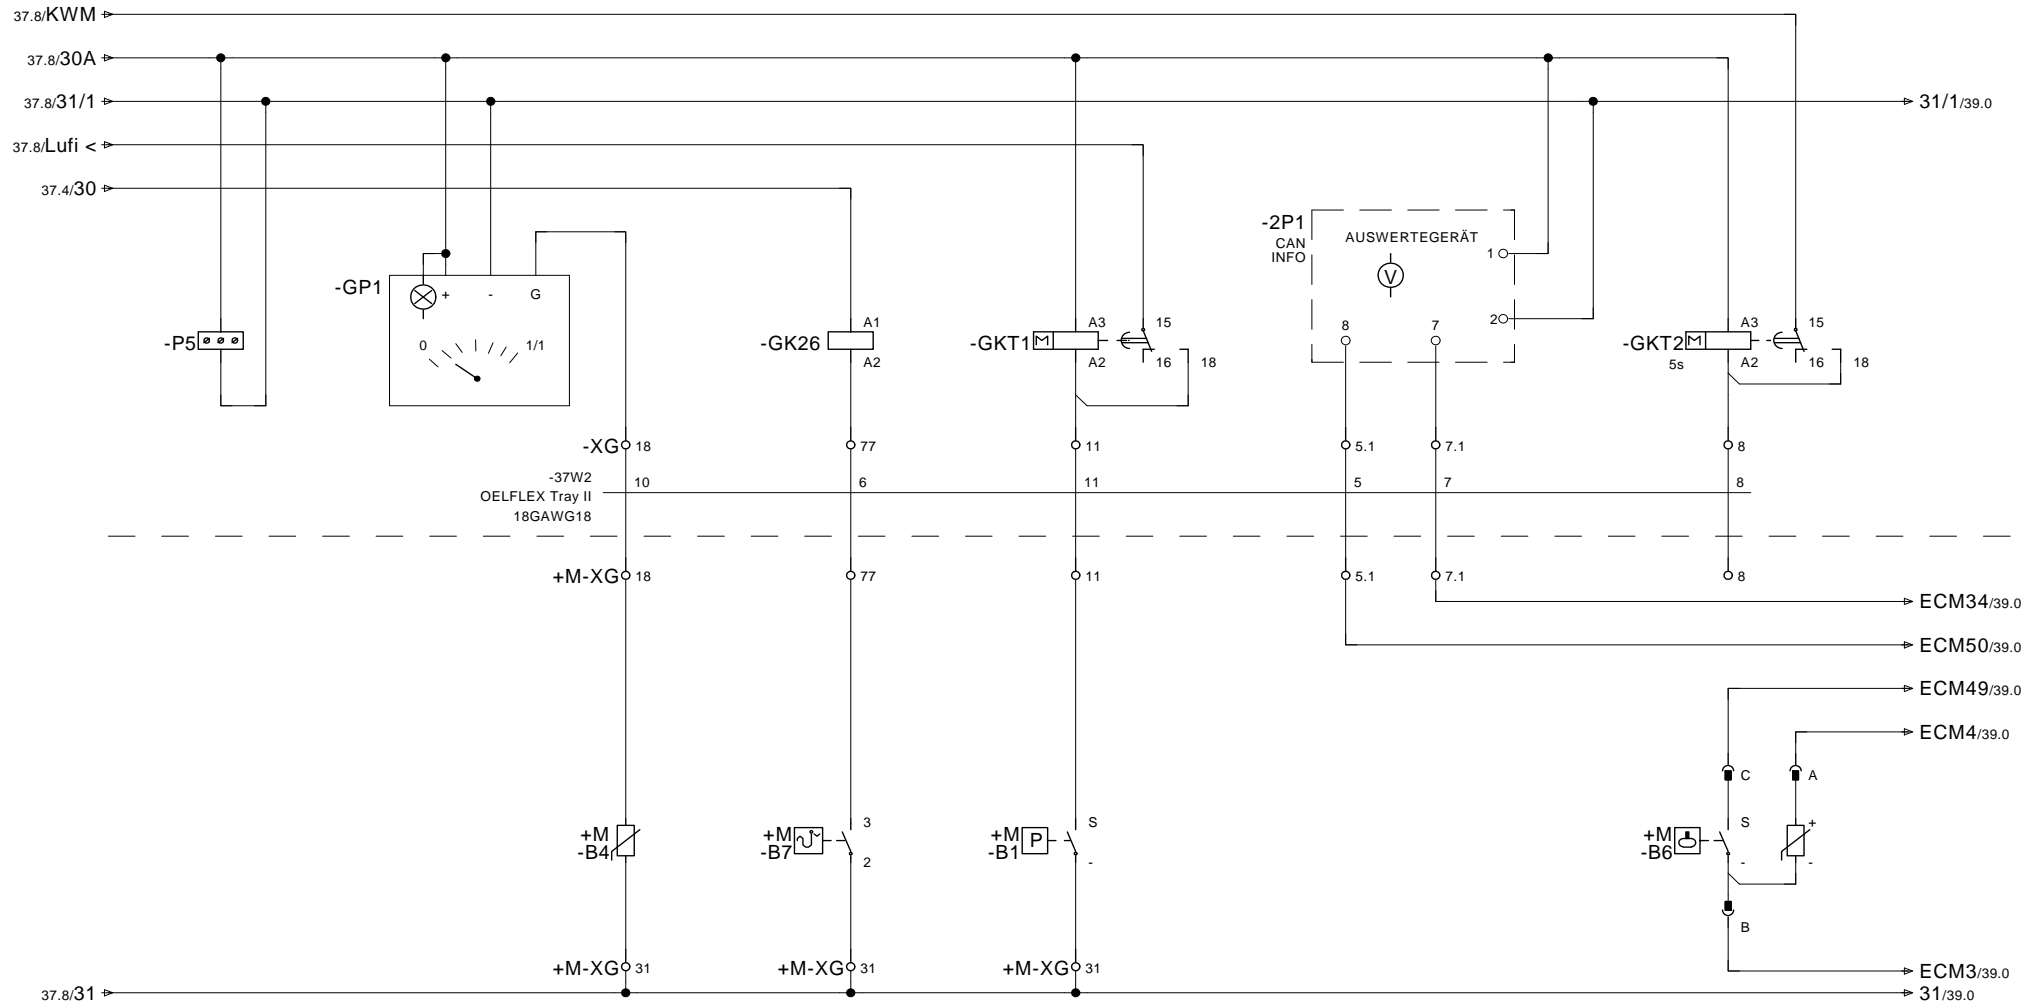 37.8/KWM
37.8/30A
37.8/31/1
31/1/39.0
37.8/Lufi <
37.4/30
-2P1
CAN
INFO
AUSWERTEGERÄT
V
1
2
8
7
-GP1
+
-
G
0
1/1
-P5
-GK26
A1
A2
-GKT1
M
A3
A2
15
16
18
-GKT2
5s
M
A3
A2
15
16
18
-XG
18
77
11
5.1
7.1
8
-37W2
OELFLEX Tray II
18GAWG18
10
6
11
5
7
8
+M-XG
18
77
11
5.1
7.1
8
ECM34/39.0
ECM50/39.0
ECM49/39.0
ECM4/39.0
C
A
+M
-B4
+M
-B7
3
2
+M
-B1
P
S
-
+M
-B6
S
-
+
-
B
+M-XG
31
+M-XG
31
+M-XG
31
ECM3/39.0
37.8/31
31/39.0